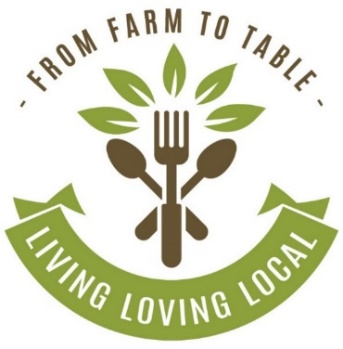 - FROM FARM TO TABLE -
LIVING LOVING LOCAL